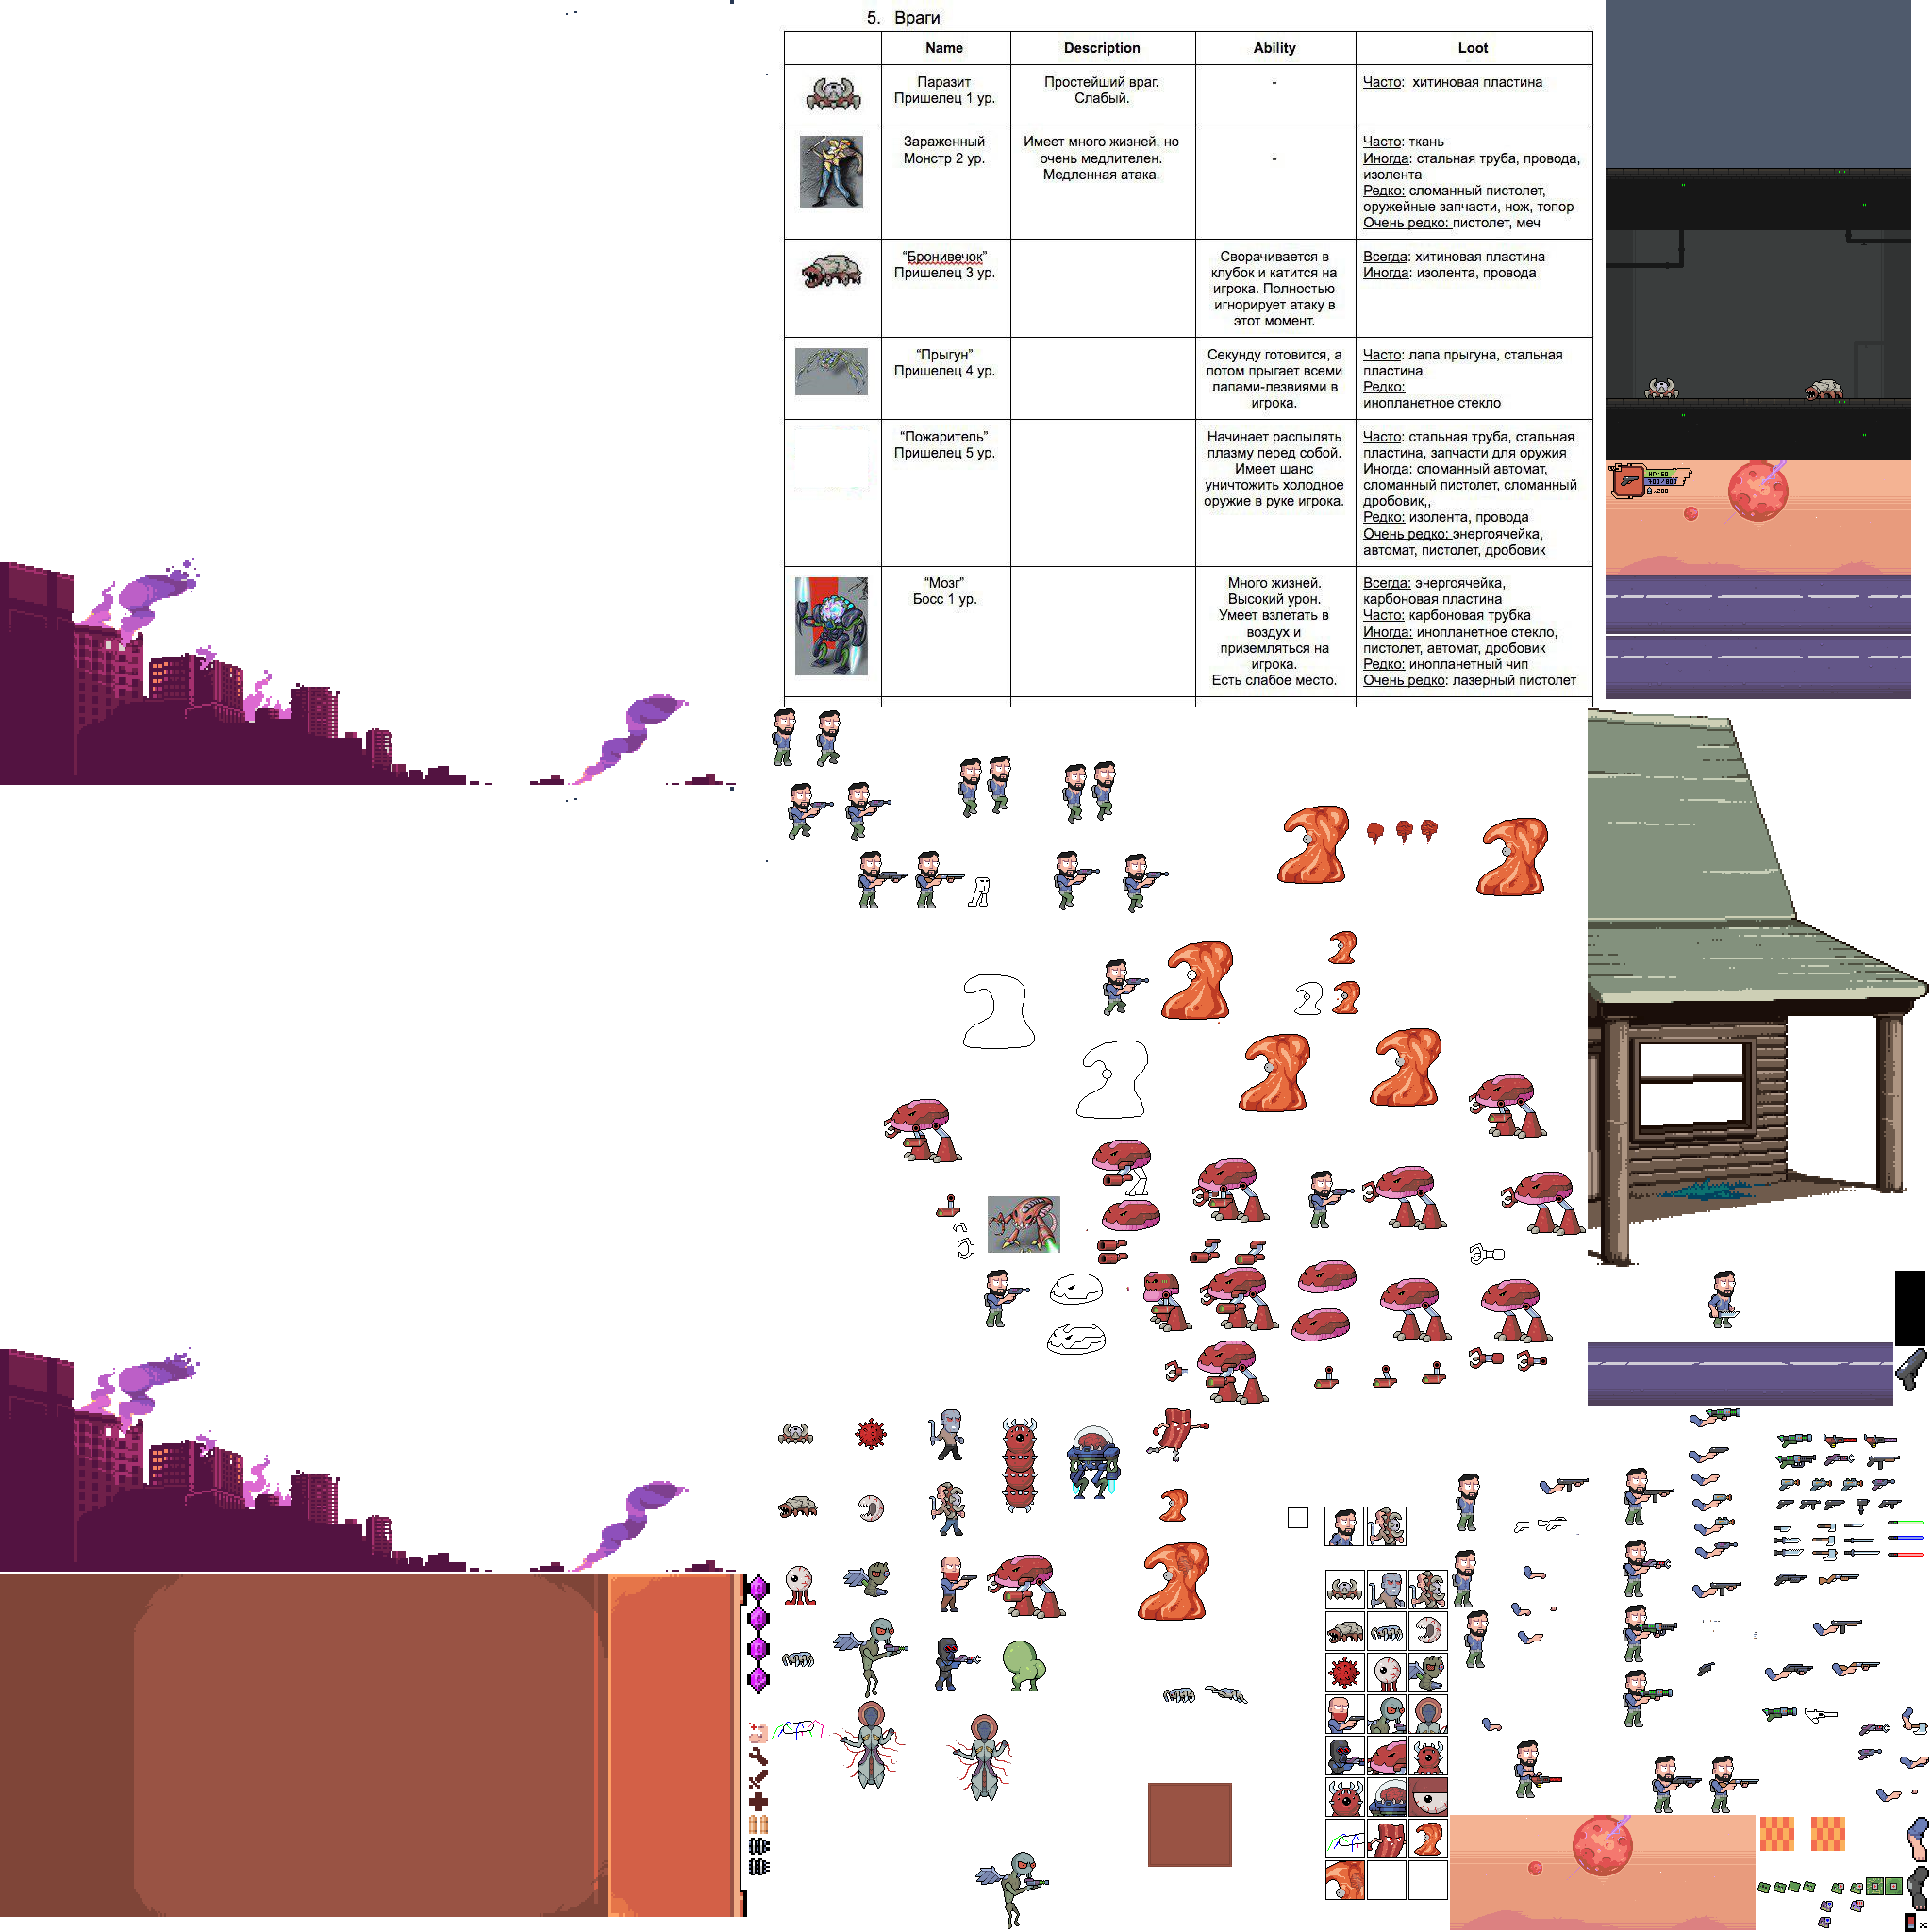 5. Враги
Name Description Ability Loot
Паразит
Пришелец 1 ур.
Простейший враг.
Слабый.
-
Часто: хитиновая пластина
Зараженный
Монстр 2 ур.
Имеет много жизней, но
очень медлителен.
Медленная атака.
-
Часто: ткань
Иногда: стальная труба, провода,
изолента
Редко: сломанный пистолет,
оружейные запчасти, нож, топор
Очень редко: пистолет, меч
“Бронивечок”
Пришелец 3 ур.
Сворачивается в
клубок и катится на
игрока. Полностью
игнорирует атаку в
этот момент.
Всегда: хитиновая пластина
Иногда: изолента, провода
“Прыгун”
Пришелец 4 ур.
Секунду готовится, а
потом прыгает всеми
лапами-лезвиями в
игрока.
Часто: лапа прыгуна, стальная
пластина
Редко:
инопланетное стекло
“Пожаритель”
Пришелец 5 ур.
Начинает распылять
плазму перед собой.
Имеет шанс
уничтожить холодное
оружие в руке игрока.
Часто: стальная труба, стальная
пластина, запчасти для оружия
Иногда: сломанный автомат,
сломанный пистолет, сломанный
дробовик,,
Редко: изолента, провода
Очень редко: энергоячейка,
автомат, пистолет, дробовик
“Мозг”
Босс 1 ур.
Много жизней.
Высокий урон.
Умеет взлетать в
воздух и
приземляться на
игрока.
Есть слабое место.
Всегда: энергоячейка,
карбоновая пластина
Часто: карбоновая трубка
Иногда: инопланетное стекло,
пистолет, автомат, дробовик
Редко: инопланетный чип
Очень редко: лазерный пистолет
HP:50
700/800
x200